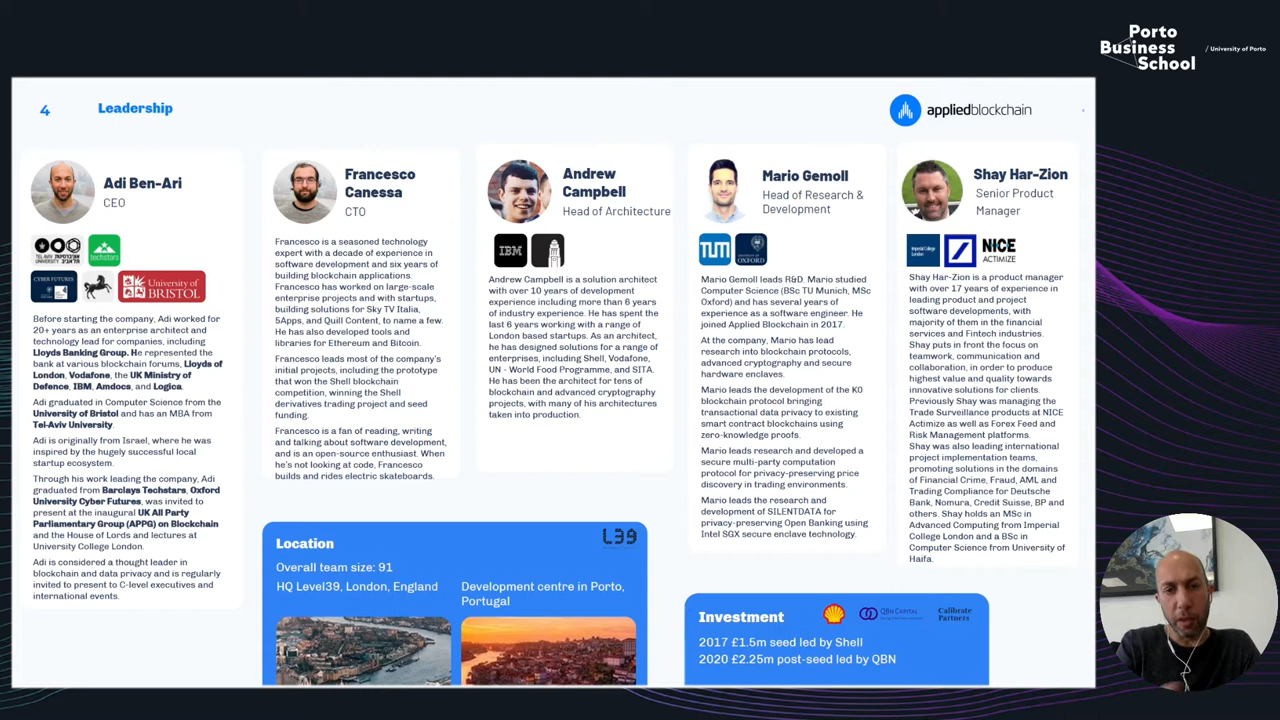 Porto
Business
School
/ University of Porto
4
Leadership
appliedblockchain
Adi Ben-Ari
CEO
TEL AVIV UNIVERSITY
techstars
CYBER FUTURES
University of
BRISTOL
Before starting the company, Adi worked for
20+ years as an enterprise architect and
technology lead for companies, including
Lloyds Banking Group. He represented the
bank at various blockchain forums, Lloyds of
London, Vodafone, the UK Ministry of
Defence, IBM, Amdocs, and Logica.
Adi graduated in Computer Science from the
University of Bristol and has an MBA from
Tel-Aviv University.
Adi is originally from Israel, where he was
inspired by the hugely successful local
startup ecosystem.
Through his work leading the company, Adi
graduated from Barclays Techstars, Oxford
University Cyber Futures, was invited to
present at the inaugural UK All Party
Parliamentary Group (APPG) on Blockchain
and the House of Lords and lectures at
University College London.
Adi is considered a thought leader in
blockchain and data privacy and is regularly
invited to present to C-level executives and
international events.
Francesco
Canessa
CTO
Francesco is a seasoned technology
expert with a decade of experience in
software development and six years of
building blockchain applications.
Francesco has worked on large-scale
enterprise projects and with startups,
building solutions for Sky TV Italia,
5Apps, and Quill Content, to name a few.
He has also developed tools and
libraries for Ethereum and Bitcoin.
Francesco leads most of the company's
initial projects, including the prototype
that won the Shell blockchain
competition, winning the Shell
derivatives trading project and seed
funding.
Francesco is a fan of reading, writing
and talking about software development,
and is an open-source enthusiast. When
he's not looking at code, Francesco
builds and rides electric skateboards.
Andrew
Campbell
Head of Architecture
IBM
Andrew Campbell is a solution architect
with over 10 years of development
experience including more than 6 years
of industry experience. He has spent the
last 6 years working with a range of
London based startups. As an architect,
he has designed solutions for a range of
enterprises, including Shell, Vodafone,
UN - World Food Programme, and SITA.
He has been the architect for tens of
blockchain and advanced cryptography
projects, with many of his architectures
taken into production.
Mario Gemoll
Head of Research &
Development
TUM
UNIVERSITY OF
OXFORD
Mario Gemoll leads R&D. Mario studied
Computer Science (BSc TU Munich, MSc
Oxford) and has several years of
experience as a software engineer. He
joined Applied Blockchain in 2017.
At the company, Mario has lead
research into blockchain protocols,
advanced cryptography and secure
hardware enclaves.
Mario leads the development of the K0
blockchain protocol bringing
transactional data privacy to existing
smart contract blockchains using
zero-knowledge proofs.
Mario leads research and developed a
secure multi-party computation
protocol for privacy-preserving price
discovery in trading environments.
Mario leads the research and
development of SILENTDATA for
privacy-preserving Open Banking using
Intel SGX secure enclave technology.
Shay Har-Zion
Senior Product
Manager
Imperial College
London
NICE
ACTIMIZE
Shay Har-Zion is a product manager
with over 17 years of experience in
leading product and project
software developments, with
majority of them in the financial
services and Fintech industries.
Shay puts in front the focus on
teamwork, communication and
collaboration, in order to produce
highest value and quality towards
innovative solutions for clients.
Previously Shay was managing the
Trade Surveillance products at NICE
Actimize as well as Forex Feed and
Risk Management platforms.
Shay was also leading international
project implementation teams,
promoting solutions in the domains
of Financial Crime, Fraud, AML and
Trading Compliance for Deutsche
Bank, Nomura, Credit Suisse, BP and
others. Shay holds an MSc in
Advanced Computing from Imperial
College London and a BSc in
Computer Science from University of
Haifa.
Location
L39
Overall team size: 91
HQ Level39, London, England
Development centre in Porto,
Portugal
Investment
QBN CAPITAL
Calibrate
Partners
2017 £1.5m seed led by Shell
2020 £2.25m post-seed led by QBN